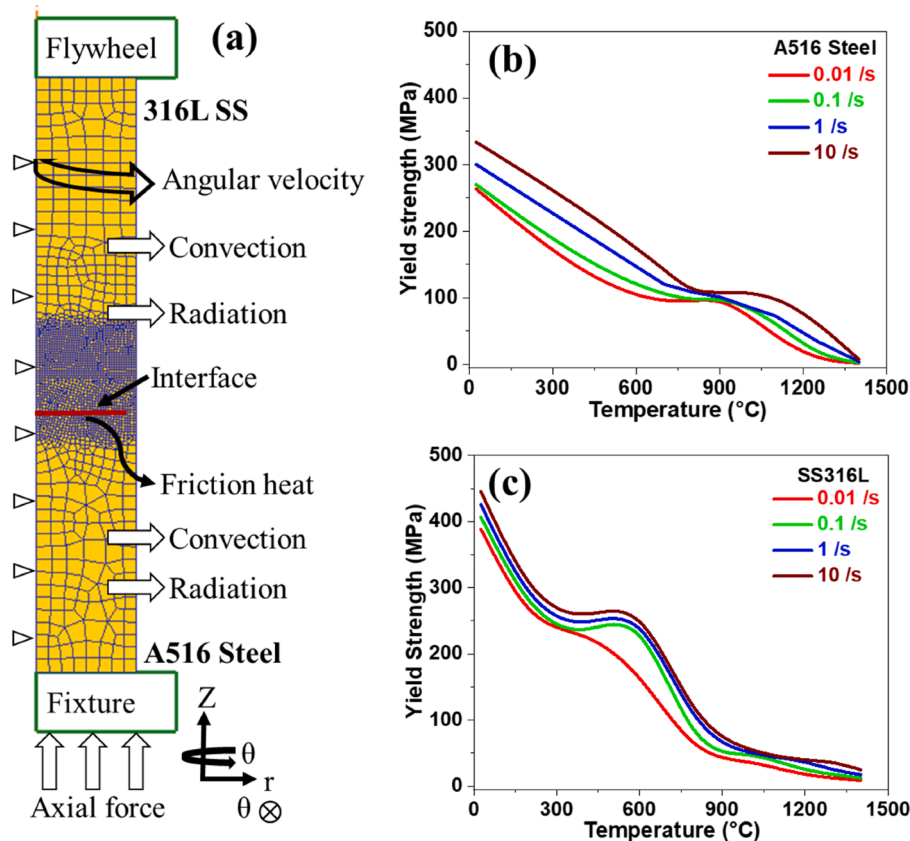 (a)
Flywheel
316L SS
Angular velocity
Convection
Radiation
Interface
Friction heat
Convection
Radiation
A516 Steel
Fixture
Axial force
Z
θ
r
θ ⊗
(b)
A516 Steel
0.01 /s
0.1 /s
1 /s
10 /s
Yield strength (MPa)
500
400
300
200
100
0
0 300 600 900 1200 1500
Temperature (°C)
(c)
SS316L
0.01 /s
0.1 /s
1 /s
10 /s
Yield Strength (MPa)
500
400
300
200
100
0
0 300 600 900 1200 1500
Temperature (°C)